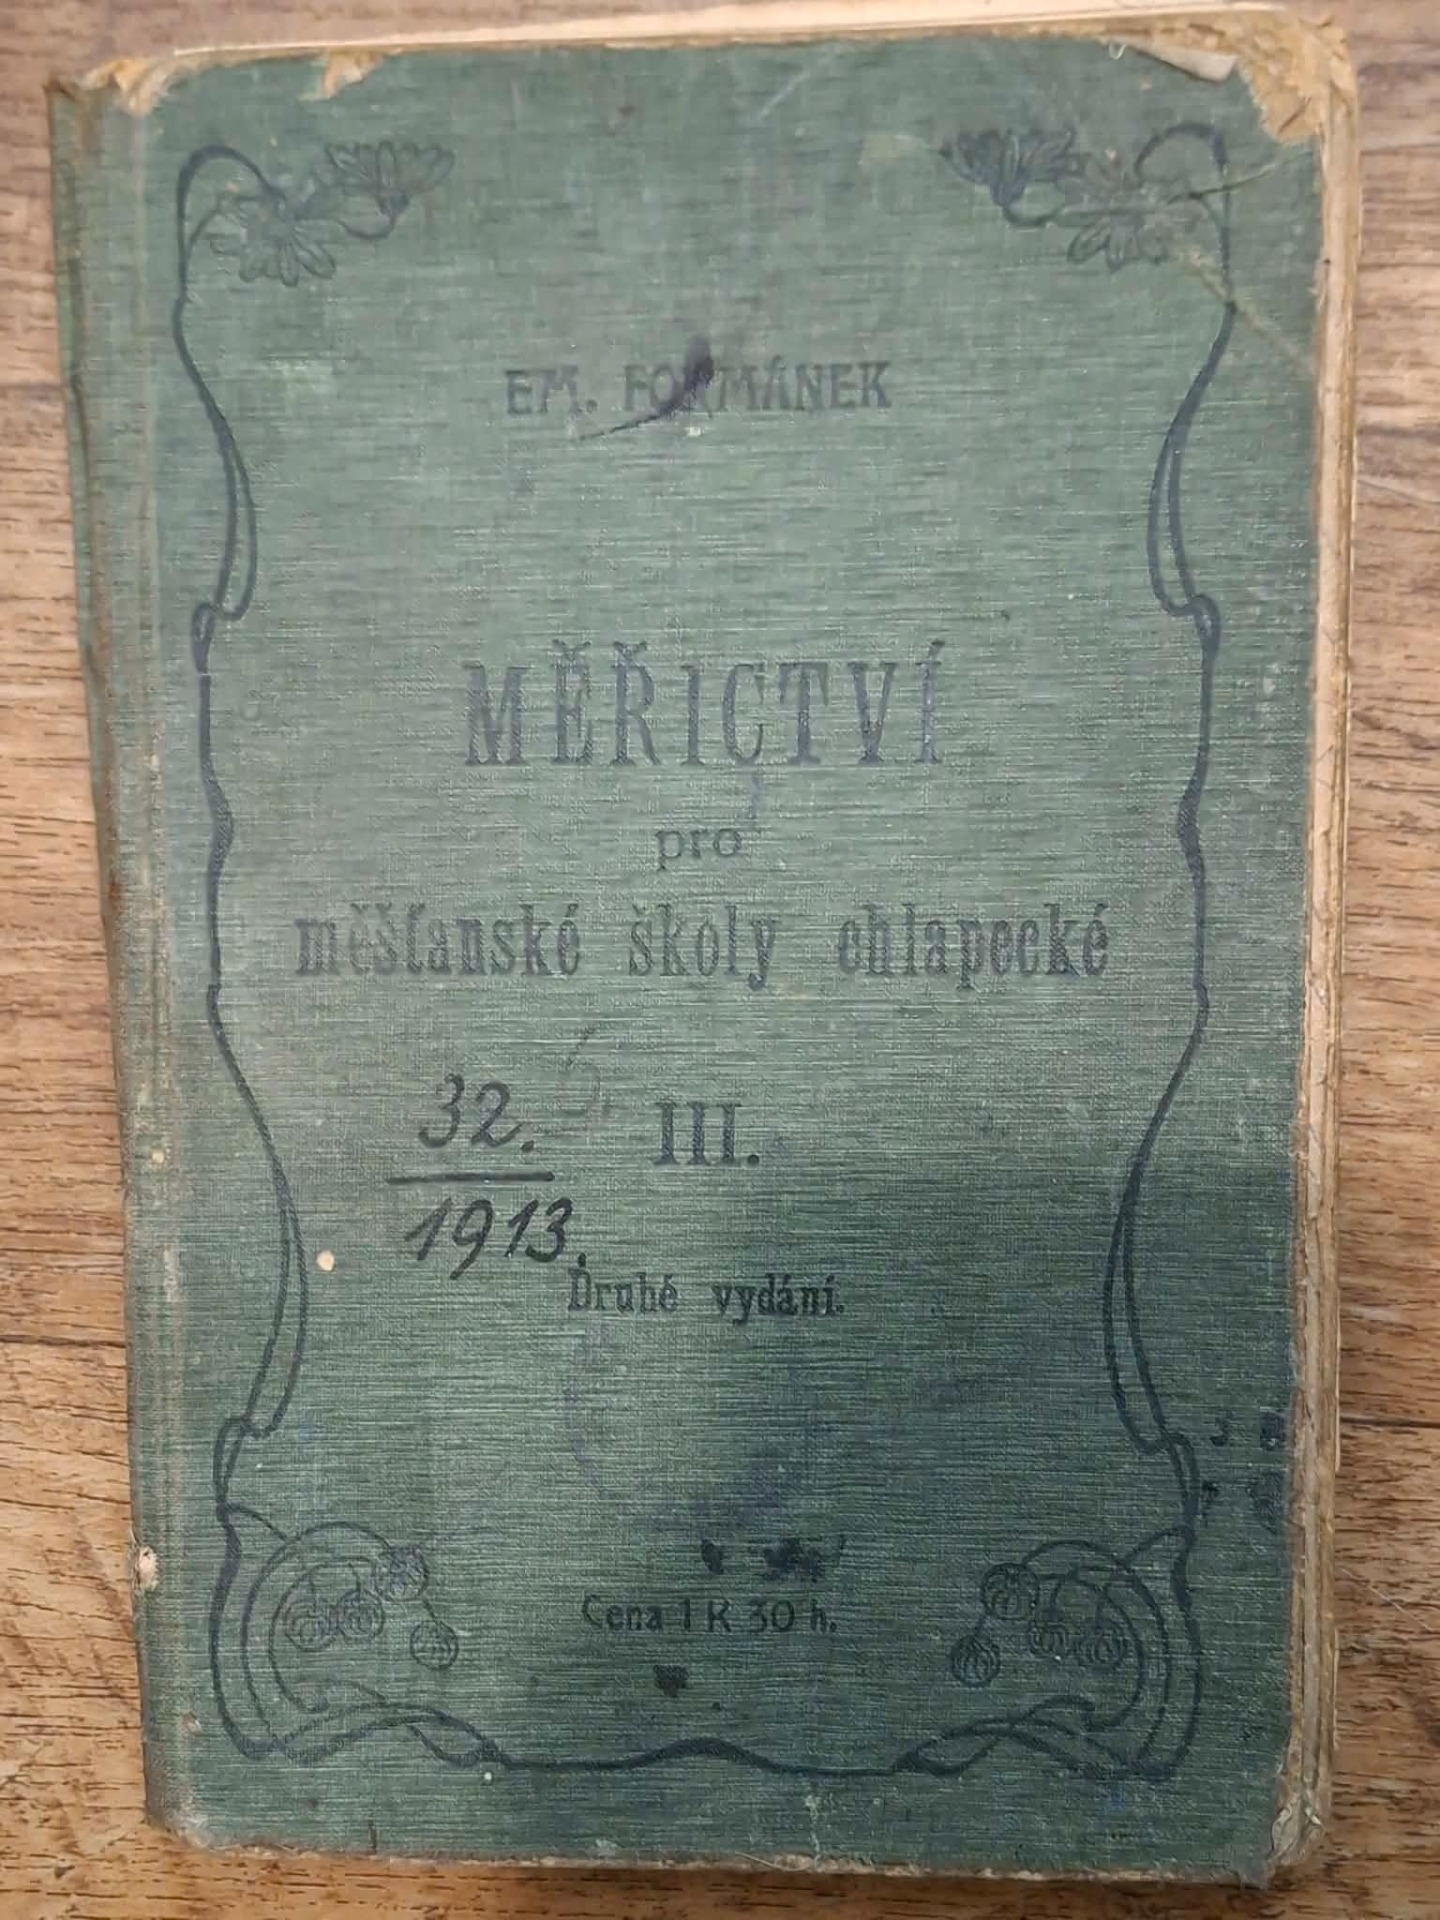 EM. FORMÁNEK
MĚŘICTVÍ
pro
měšťanské školy chlapecké
32.
III.
1913.
Druhé vydání.
Cena 1 K 30 h.